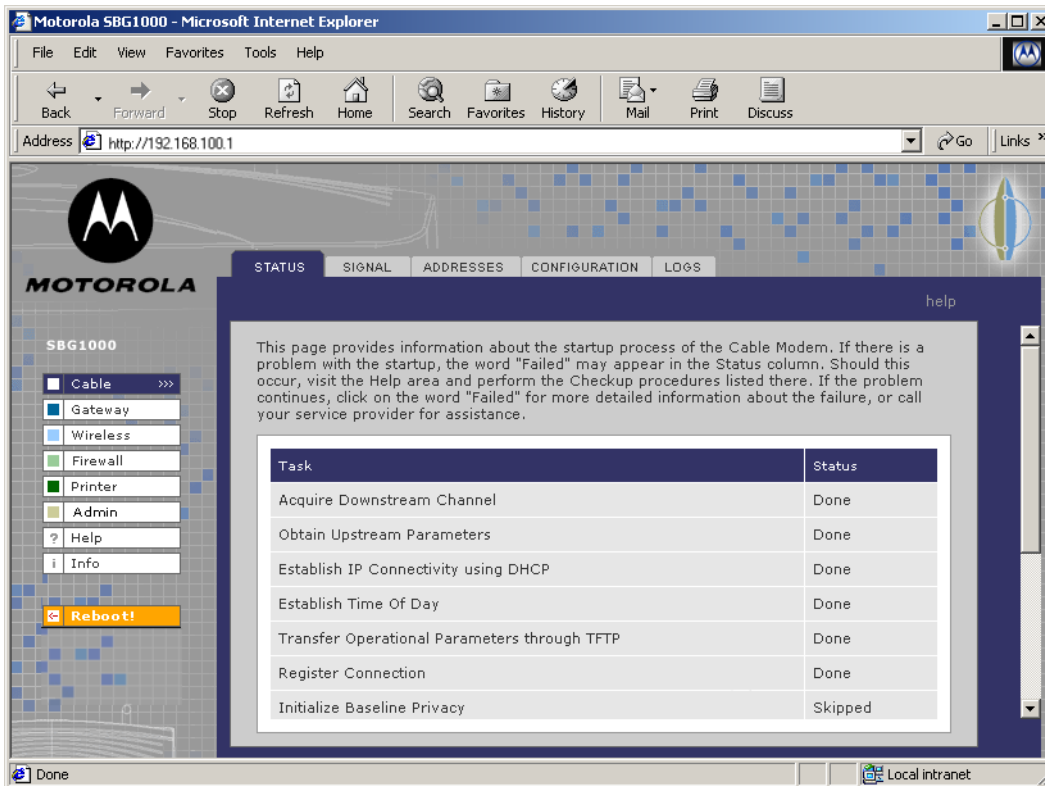 Motorola SBG1000 - Microsoft Internet Explorer
File Edit View Favorites Tools Help
Back Forward Stop Refresh Home Search Favorites History Mail Print Discuss
Address http://192.168.100.1 Go Links »
MOTOROLA
STATUS SIGNAL ADDRESSES CONFIGURATION LOGS
help
SBG1000
Cable >>>
Gateway
Wireless
Firewall
Printer
Admin
? Help
i Info
Reboot!
This page provides information about the startup process of the Cable Modem. If there is a
problem with the startup, the word "Failed" may appear in the Status column. Should this
occur, visit the Help area and perform the Checkup procedures listed there. If the problem
continues, click on the word "Failed" for more detailed information about the failure, or call
your service provider for assistance.
Task Status
Acquire Downstream Channel Done
Obtain Upstream Parameters Done
Establish IP Connectivity using DHCP Done
Establish Time Of Day Done
Transfer Operational Parameters through TFTP Done
Register Connection Done
Initialize Baseline Privacy Skipped
Done Local intranet